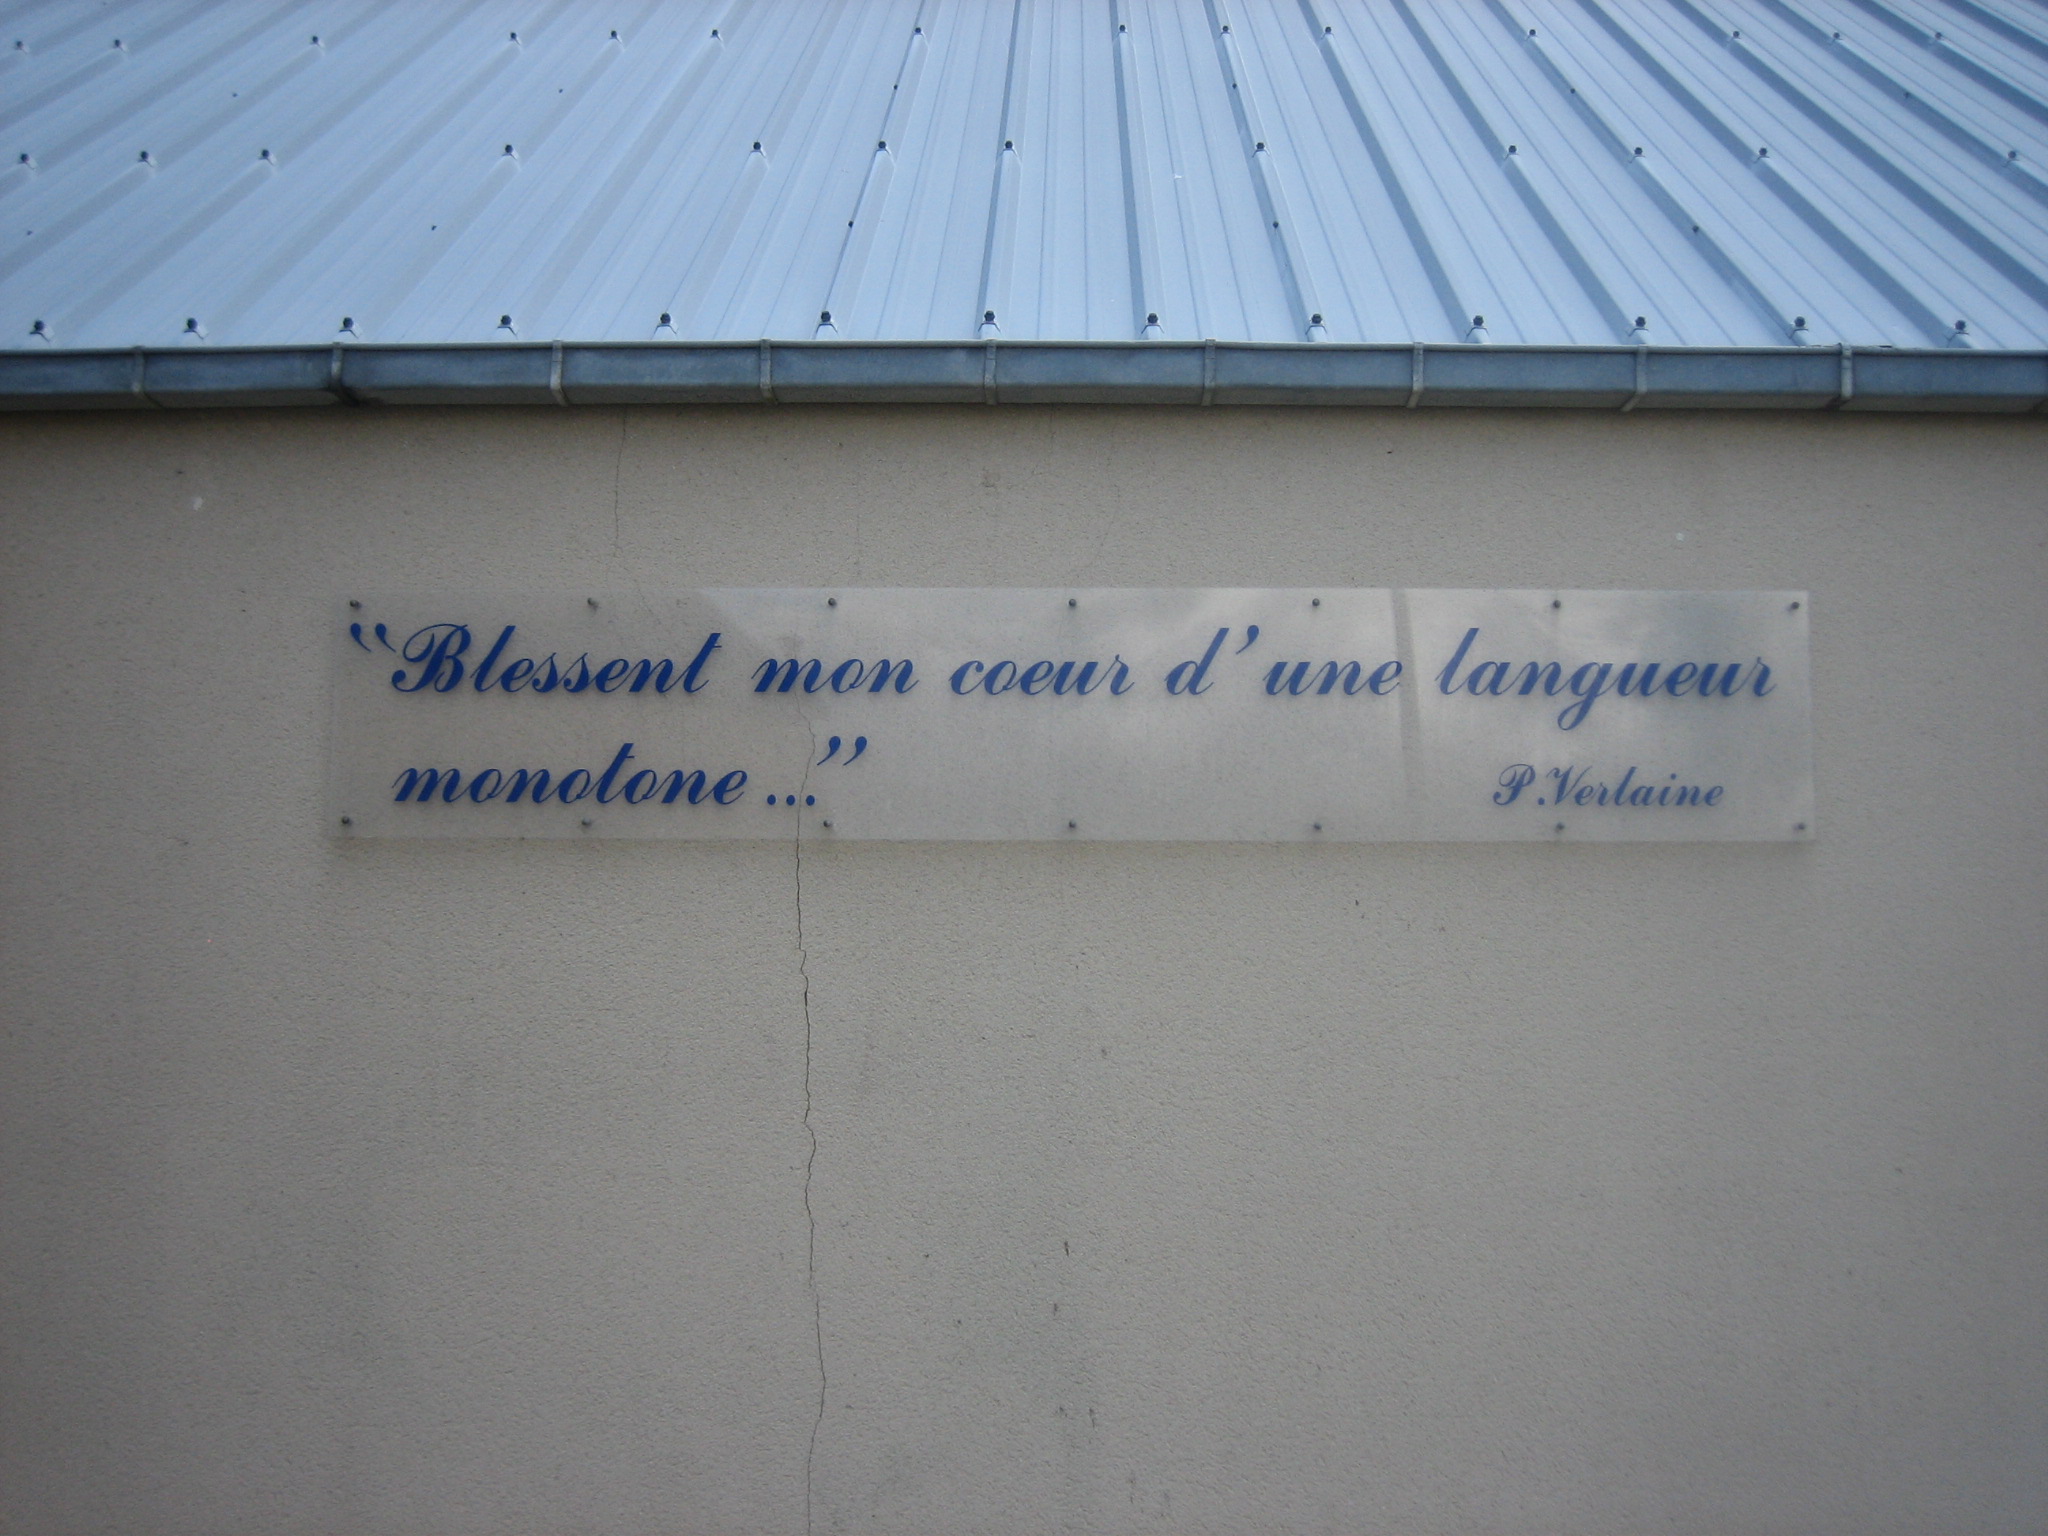 “Blessent mon coeur d’une langueur
monotone ...”
P. Verlaine